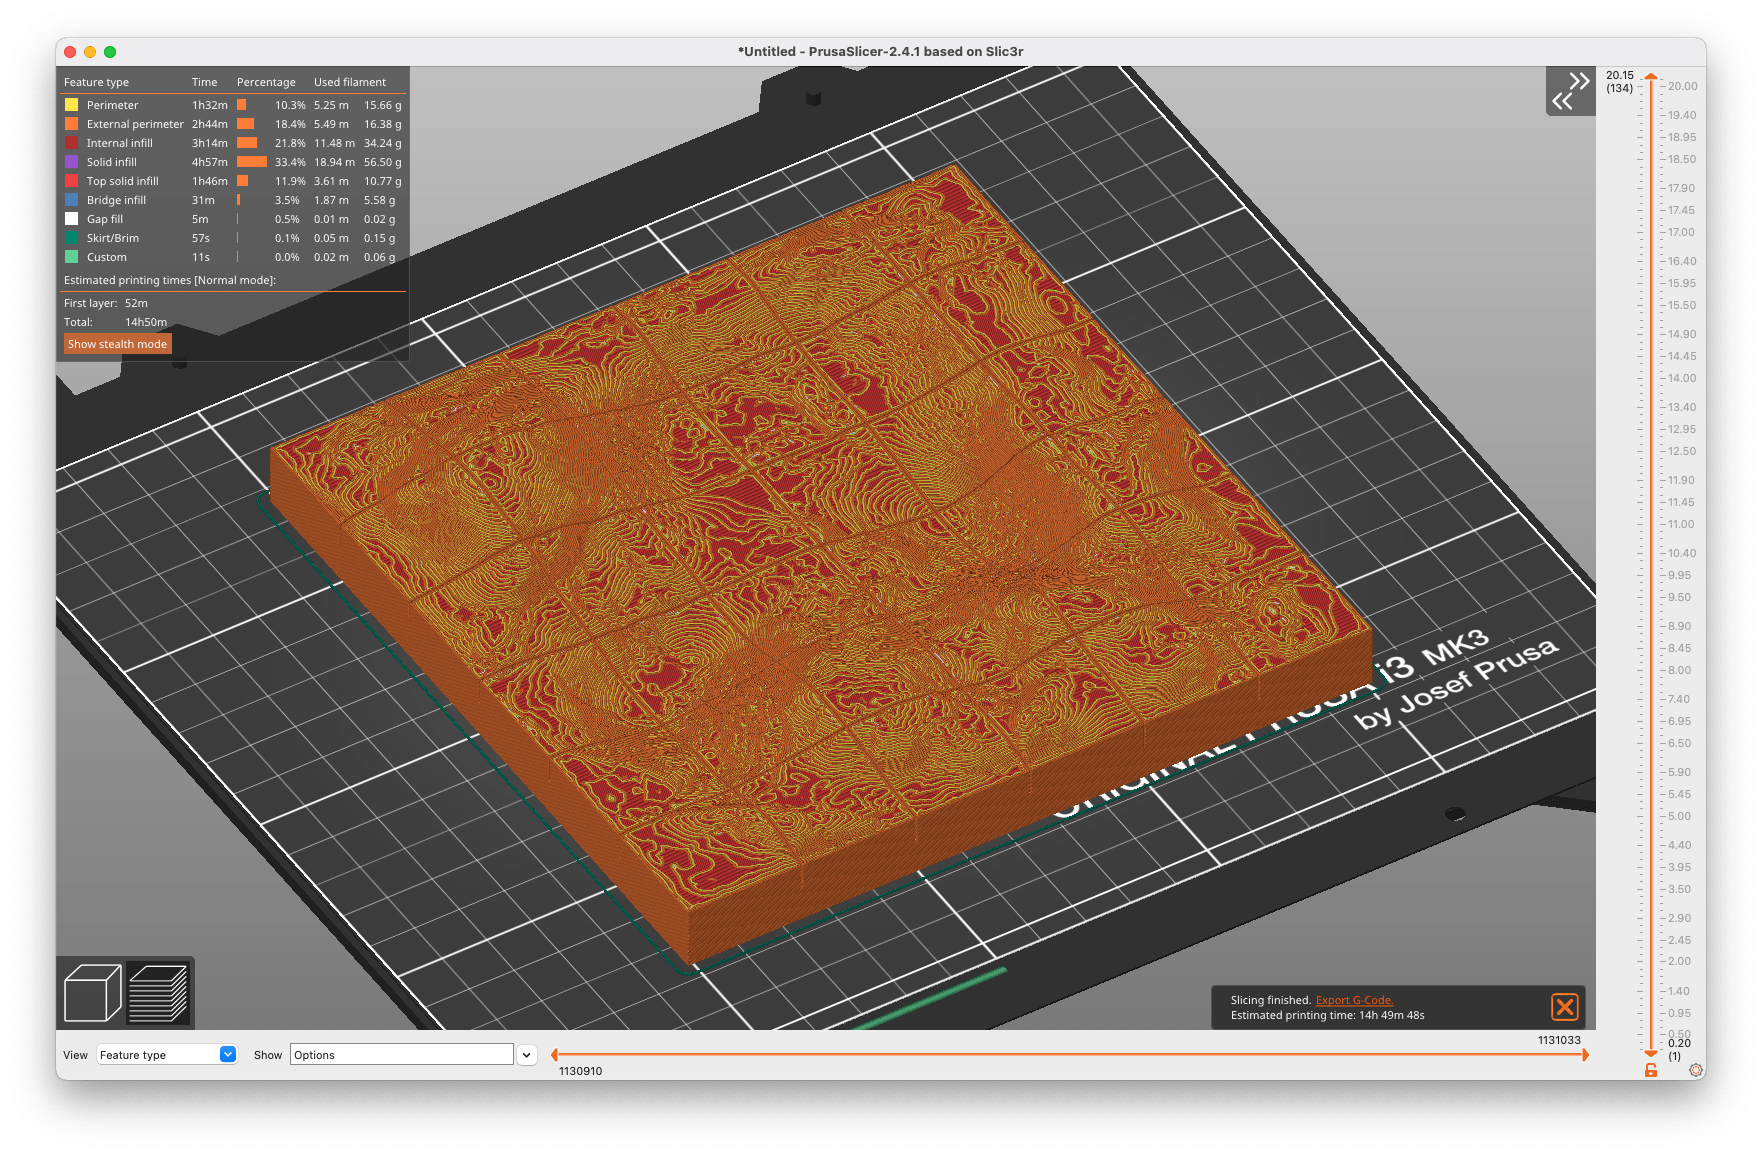 *Untitled - PrusaSlicer-2.4.1 based on Slic3r
Feature type Time Percentage Used filament
Perimeter 1h32m 10.3% 5.25 m 15.66 g
External perimeter 2h44m 18.4% 5.49 m 16.38 g
Internal infill 3h14m 21.8% 11.48 m 34.24 g
Solid infill 4h57m 33.4% 18.94 m 56.50 g
Top solid infill 1h46m 11.9% 3.61 m 10.77 g
Bridge infill 31m 3.5% 1.87 m 5.58 g
Gap fill 5m 0.5% 0.01 m 0.02 g
Skirt/Brim 57s 0.1% 0.05 m 0.15 g
Custom 11s 0.0% 0.02 m 0.06 g
Estimated printing times [Normal mode]:
First layer: 52m
Total: 14h50m
Show stealth mode
20.15
(134)
20.00
19.40
18.95
18.50
17.90
17.45
17.00
16.40
15.95
15.50
14.90
14.45
14.00
13.40
12.95
12.50
11.90
11.45
11.00
10.40
9.95
9.50
8.90
8.45
8.00
7.40
6.95
6.50
5.90
5.45
5.00
4.40
3.95
3.50
2.90
2.45
2.00
1.40
0.95
0.50
0.20
(1)
i3 MK3
by Josef Prusa
Slicing finished. Export G-Code.
Estimated printing time: 14h 49m 48s
View Feature type Show Options
1131033
1130910